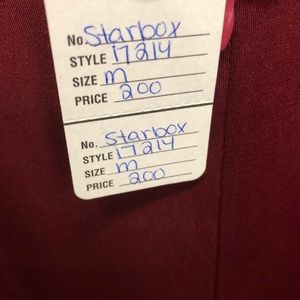 No. Starbox
STYLE 17214
SIZE m
PRICE 200
No. Starbox
STYLE 17214
SIZE m
PRICE 200